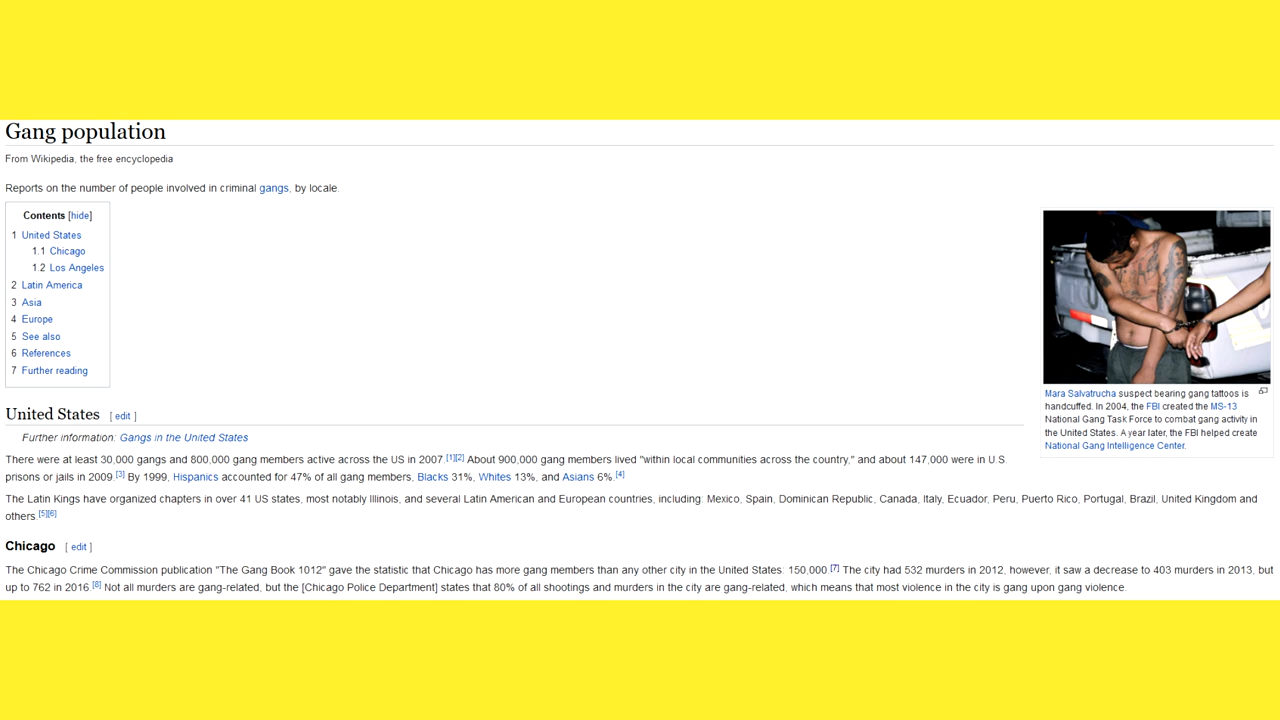 Gang population
From Wikipedia, the free encyclopedia
Reports on the number of people involved in criminal gangs, by locale.
Contents [hide]
1 United States
1.1 Chicago
1.2 Los Angeles
2 Latin America
3 Asia
4 Europe
5 See also
6 References
7 Further reading
Mara Salvatrucha suspect bearing gang tattoos is
handcuffed. In 2004, the FBI created the MS-13
National Gang Task Force to combat gang activity in
the United States. A year later, the FBI helped create
National Gang Intelligence Center.
United States [ edit ]
Further information: Gangs in the United States
There were at least 30,000 gangs and 800,000 gang members active across the US in 2007.[1][2] About 900,000 gang members lived "within local communities across the country," and about 147,000 were in U.S.
prisons or jails in 2009.[3] By 1999, Hispanics accounted for 47% of all gang members, Blacks 31%, Whites 13%, and Asians 6%.[4]
The Latin Kings have organized chapters in over 41 US states, most notably Illinois, and several Latin American and European countries, including: Mexico, Spain, Dominican Republic, Canada, Italy, Ecuador, Peru, Puerto Rico, Portugal, Brazil, United Kingdom and
others.[5][6]
Chicago [ edit ]
The Chicago Crime Commission publication "The Gang Book 1012" gave the statistic that Chicago has more gang members than any other city in the United States: 150,000.[7] The city had 532 murders in 2012, however, it saw a decrease to 403 murders in 2013, but
up to 762 in 2016.[8] Not all murders are gang-related, but the [Chicago Police Department] states that 80% of all shootings and murders in the city are gang-related, which means that most violence in the city is gang upon gang violence.